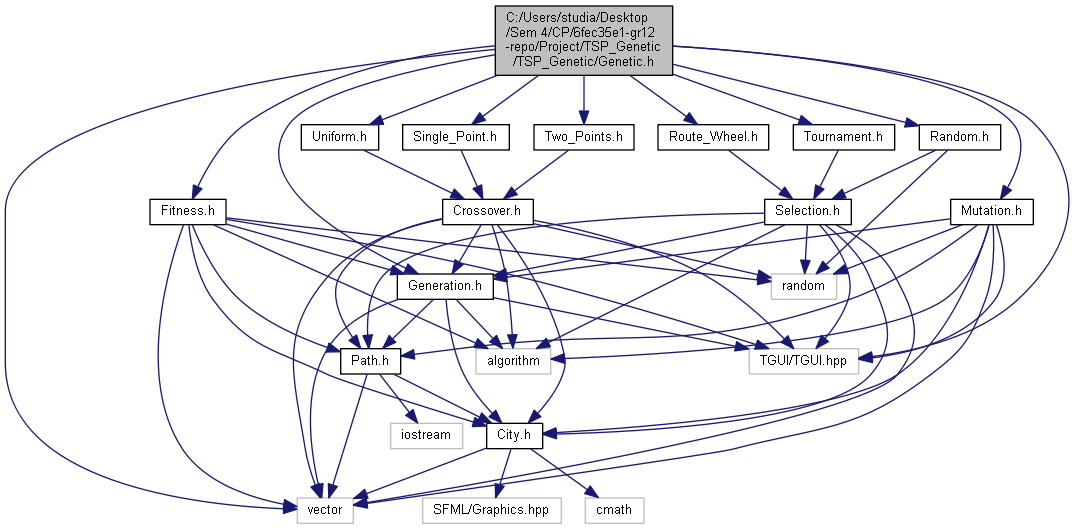 C:/Users/studia/Desktop
/Sem 4/CP/6fec35e1-gr12
-repo/Project/TSP_Genetic
/TSP_Genetic/Genetic.h
Uniform.h
Single_Point.h
Two_Points.h
Route_Wheel.h
Tournament.h
Random.h
Fitness.h
Crossover.h
Selection.h
Mutation.h
Generation.h
random
Path.h
algorithm
TGUI/TGUI.hpp
iostream
City.h
vector
SFML/Graphics.hpp
cmath